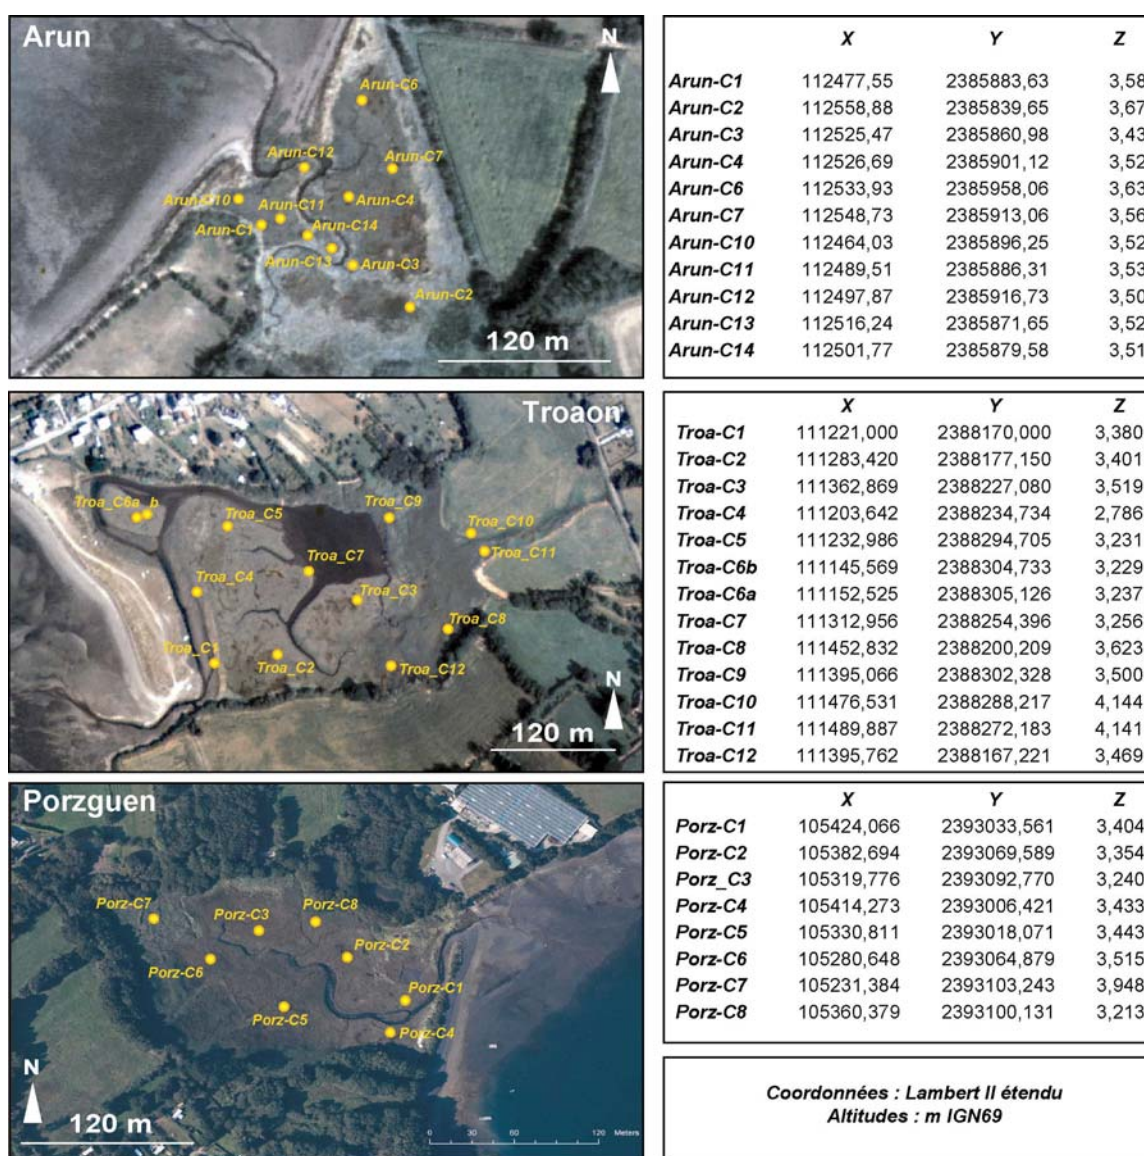 Arun
N
Arun-C6
Arun-C12
Arun-C7
Arun-C10
Arun-C11
Arun-C4
Arun-C1
Arun-C14
Arun-C13
Arun-C3
Arun-C2
120 m
X Y Z
Arun-C1 112477,55 2385883,63 3,58
Arun-C2 112558,88 2385839,65 3,67
Arun-C3 112525,47 2385860,98 3,43
Arun-C4 112526,69 2385901,12 3,52
Arun-C6 112533,93 2385958,06 3,63
Arun-C7 112548,73 2385913,06 3,56
Arun-C10 112464,03 2385896,25 3,52
Arun-C11 112489,51 2385886,31 3,53
Arun-C12 112497,87 2385916,73 3,50
Arun-C13 112516,24 2385871,65 3,52
Arun-C14 112501,77 2385879,58 3,51
Troaon
Troa_C6a_b
Troa_C5
Troa_C9
Troa_C10
Troa_C11
Troa_C7
Troa_C4
Troa_C3
Troa_C8
Troa_C1
Troa_C2
Troa_C12
N
120 m
X Y Z
Troa-C1 111221,000 2388170,000 3,380
Troa-C2 111283,420 2388177,150 3,401
Troa-C3 111362,869 2388227,080 3,519
Troa-C4 111203,642 2388234,734 2,786
Troa-C5 111232,986 2388294,705 3,231
Troa-C6b 111145,569 2388304,733 3,229
Troa-C6a 111152,525 2388305,126 3,237
Troa-C7 111312,956 2388254,396 3,256
Troa-C8 111452,832 2388200,209 3,623
Troa-C9 111395,066 2388302,328 3,500
Troa-C10 111476,531 2388288,217 4,144
Troa-C11 111489,887 2388272,183 4,141
Troa-C12 111395,762 2388167,221 3,469
Porzguen
Porz-C7
Porz-C3
Porz-C8
Porz-C2
Porz-C6
Porz-C1
Porz-C5
Porz-C4
N
120 m
0 30 60 120 Meters
X Y Z
Porz-C1 105424,066 2393033,561 3,404
Porz-C2 105382,694 2393069,589 3,354
Porz_C3 105319,776 2393092,770 3,240
Porz-C4 105414,273 2393006,421 3,433
Porz-C5 105330,811 2393018,071 3,443
Porz-C6 105280,648 2393064,879 3,515
Porz-C7 105231,384 2393103,243 3,948
Porz-C8 105360,379 2393100,131 3,213
Coordonnées : Lambert II étendu
Altitudes : m IGN69